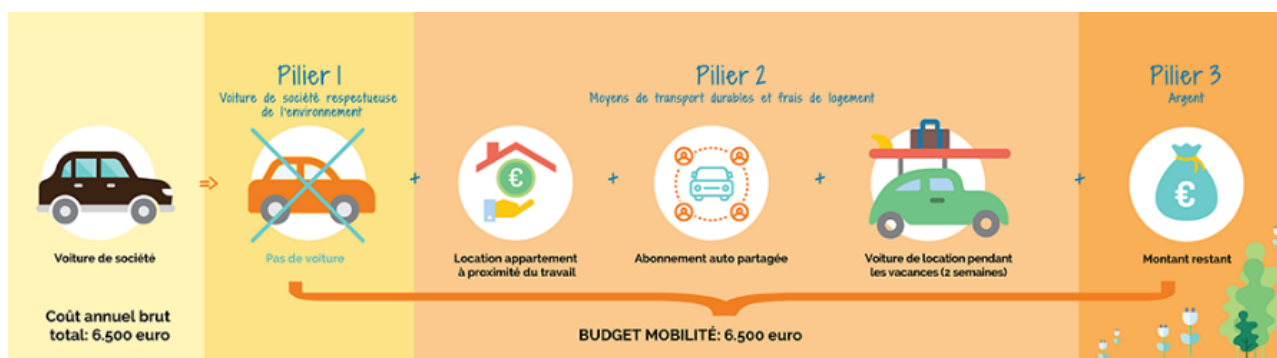 Pilier 1
Voiture de société respectueuse
de l'environnement
Pilier 2
Moyens de transport durables et frais de logement
Pilier 3
Argent
⇒
+
€
+
+
+
€
Voiture de société
Pas de voiture
Location appartement
à proximité du travail
Abonnement auto partagée
Voiture de location pendant
les vacances (2 semaines)
Montant restant
Coût annuel brut
total: 6.500 euro
BUDGET MOBILITÉ: 6.500 euro